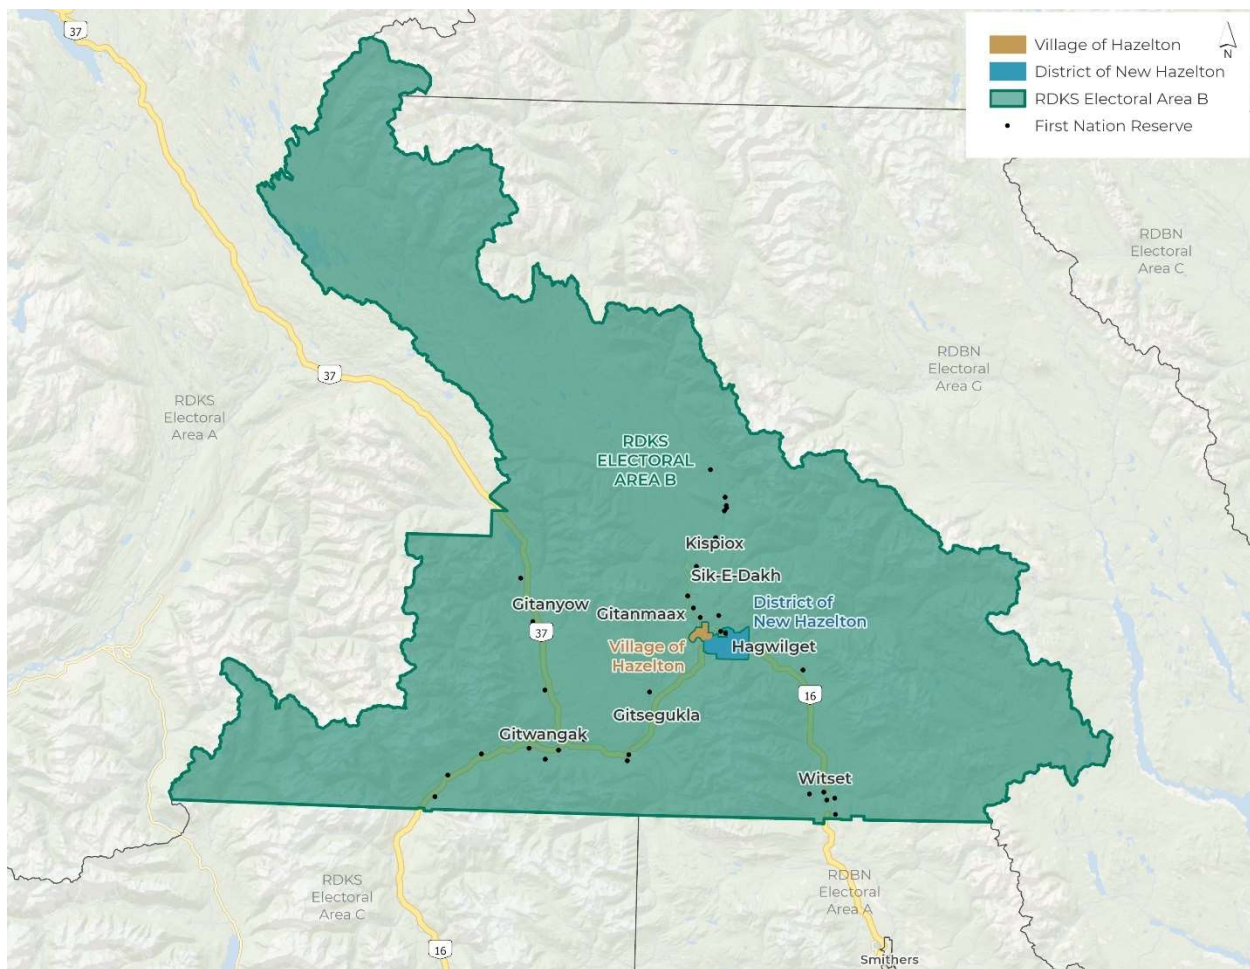 37
Village of Hazelton
N
District of New Hazelton
RDKS Electoral Area B
First Nation Reserve
RDBN
Electoral
Area C
RDBN
Electoral
Area G
37
RDKS
Electoral
Area A
RDKS
ELECTORAL
AREA B
Kispiox
Sik-E-Dakh
Gitanyow
Gitanmaax
District of
New Hazelton
37
Village of
Hazelton
Hagwilget
16
Gitsegukla
Gitwangak
Witset
RDKS
Electoral
Area C
RDBN
Electoral
Area A
16
Smithers